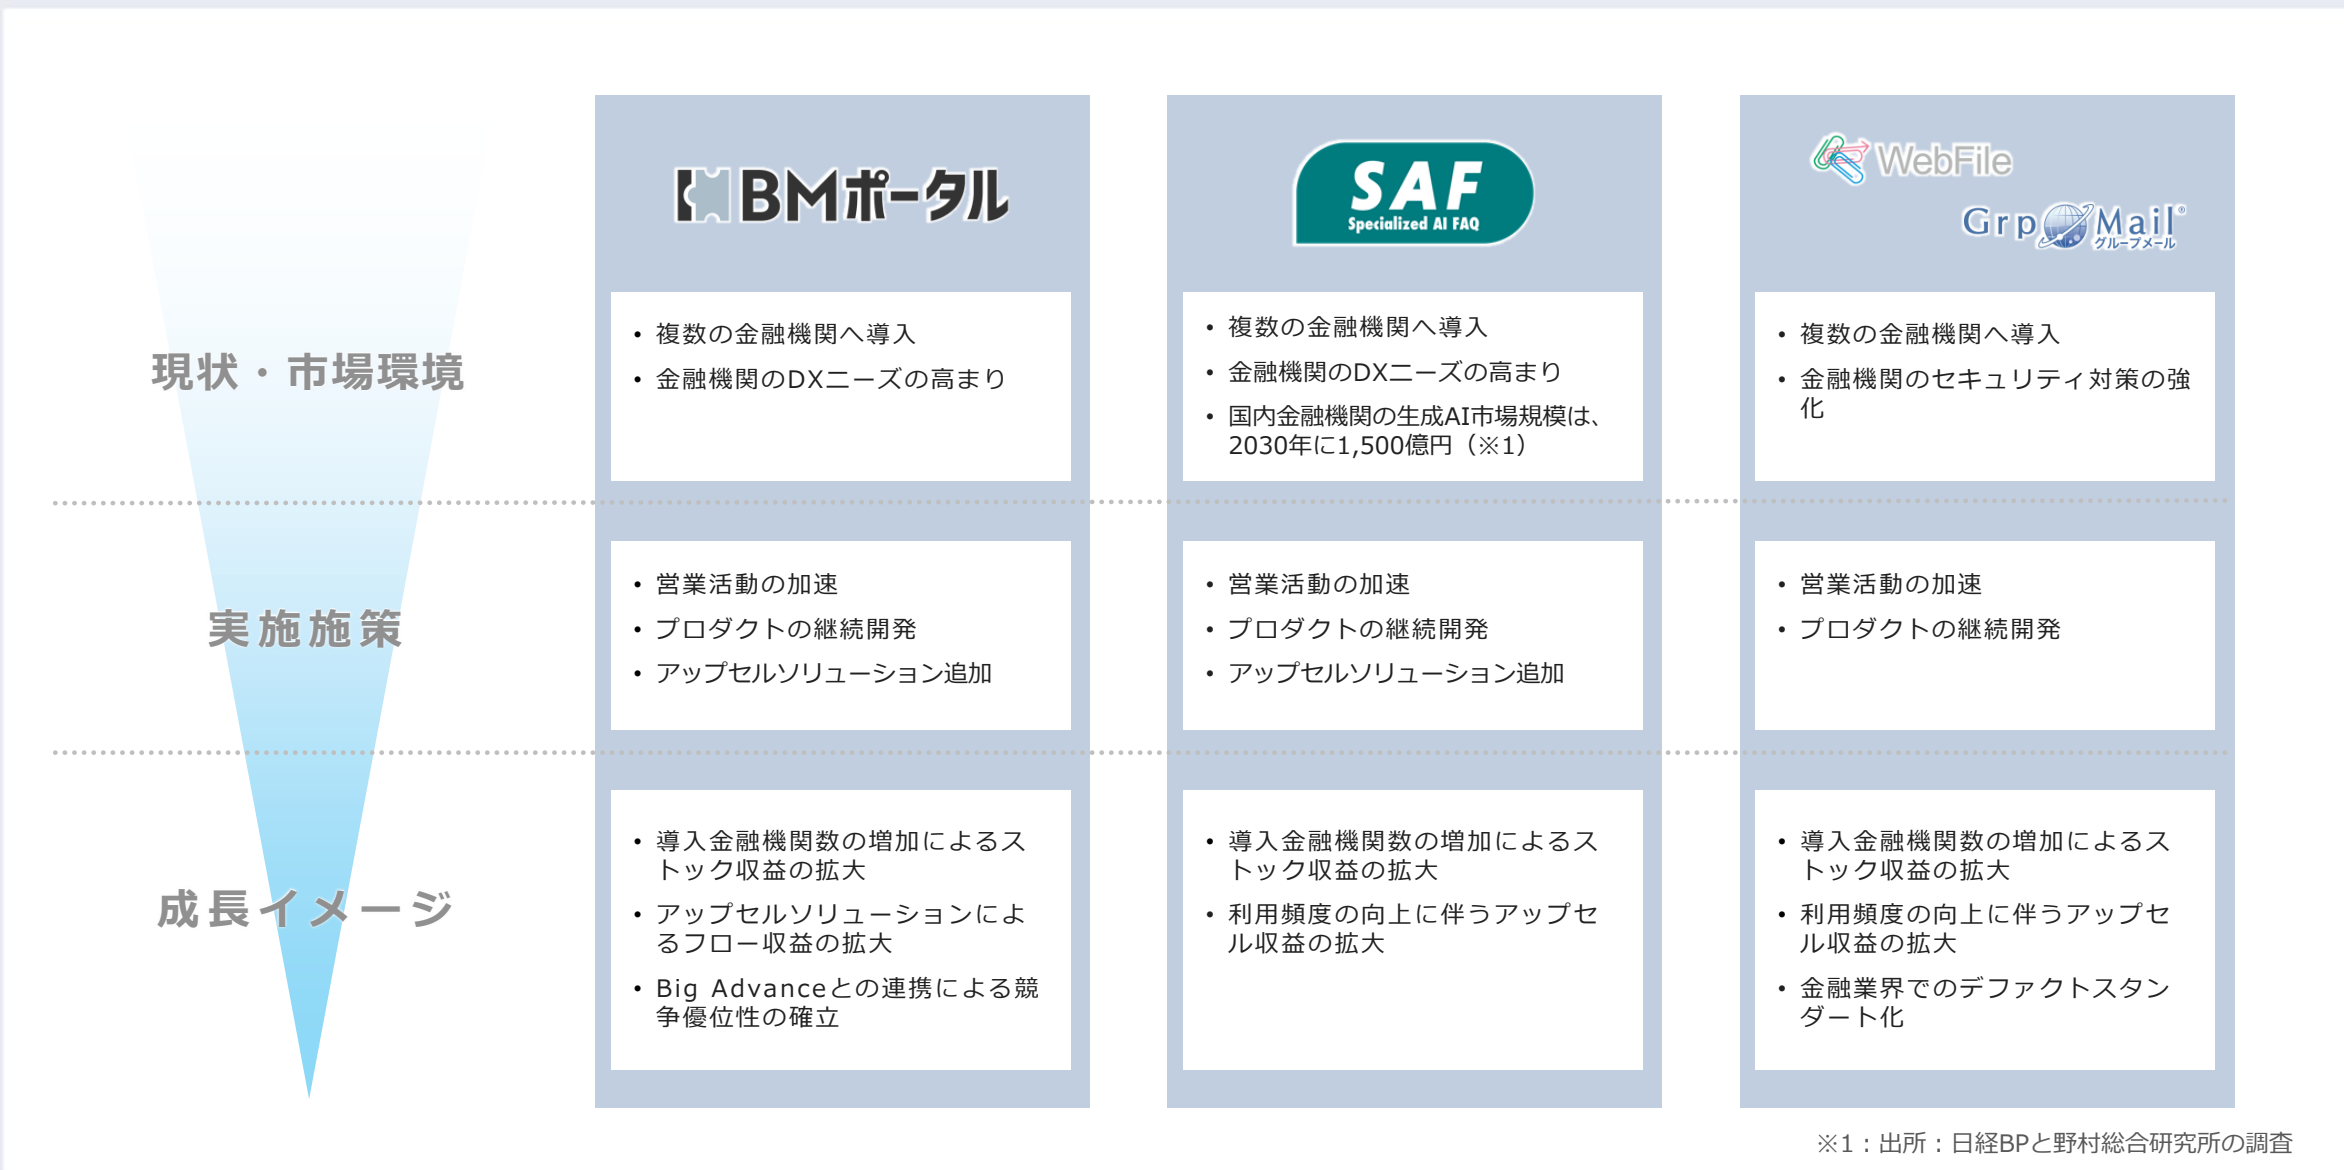 BMポータル
SAF
Specialized AI FAQ
WebFile
GrpMail®
グループメール
現状・市場環境
• 複数の金融機関へ導入
• 金融機関のDXニーズの高まり
• 複数の金融機関へ導入
• 金融機関のDXニーズの高まり
• 国内金融機関の生成AI市場規模は、
2030年に1,500億円（※1）
• 複数の金融機関へ導入
• 金融機関のセキュリティ対策の強
化
実施施策
• 営業活動の加速
• プロダクトの継続開発
• アップセルソリューション追加
• 営業活動の加速
• プロダクトの継続開発
• アップセルソリューション追加
• 営業活動の加速
• プロダクトの継続開発
成長イメージ
• 導入金融機関数の増加によるス
トック収益の拡大
• アップセルソリューションによ
るフロー収益の拡大
• Big Advanceとの連携による競
争優位性の確立
• 導入金融機関数の増加によるス
トック収益の拡大
• 利用頻度の向上に伴うアップセ
ル収益の拡大
• 導入金融機関数の増加によるス
トック収益の拡大
• 利用頻度の向上に伴うアップセ
ル収益の拡大
• 金融業界でのデファクトスタン
ダート化
※1：出所：日経BPと野村総合研究所の調査